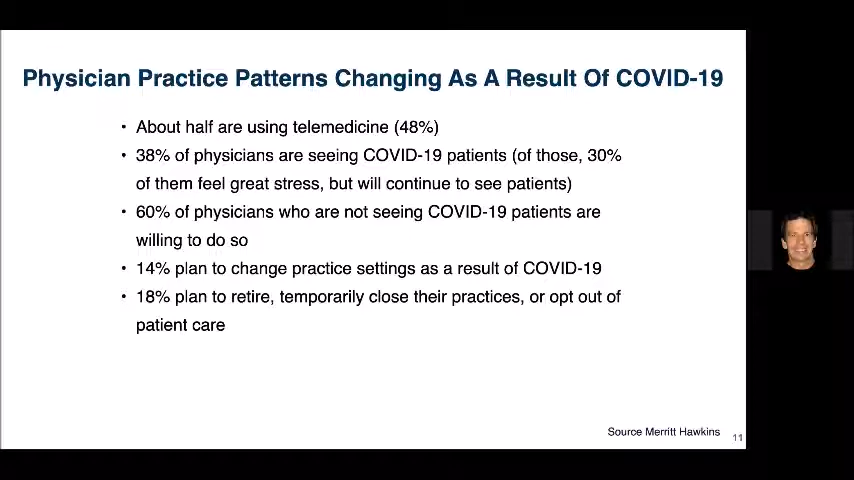 Physician Practice Patterns Changing As A Result Of COVID-19
• About half are using telemedicine (48%)
• 38% of physicians are seeing COVID-19 patients (of those, 30%
of them feel great stress, but will continue to see patients)
• 60% of physicians who are not seeing COVID-19 patients are
willing to do so
• 14% plan to change practice settings as a result of COVID-19
• 18% plan to retire, temporarily close their practices, or opt out of
patient care
Source Merritt Hawkins
11